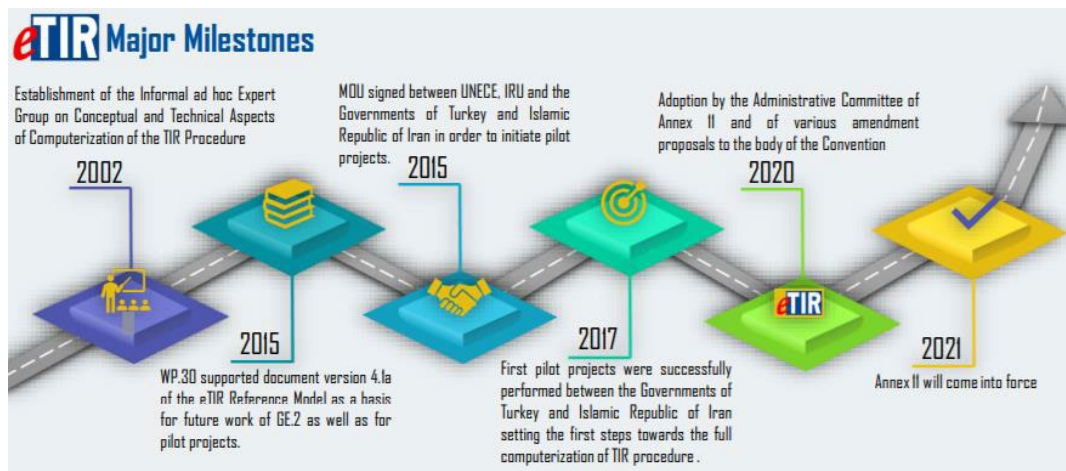 eTIR Major Milestones
Establishment of the Informal ad hoc Expert
Group on Conceptual and Technical Aspects
of Computerization of the TIR Procedure
2002
2015
WP.30 supported document version 4.1a
of the eTIR Reference Model as a basis
for future work of GE.2 as well as for
pilot projects.
MOU signed between UNECE, IRU and the
Governments of Turkey and Islamic
Republic of Iran in order to initiate pilot
projects.
2015
2017
First pilot projects were successfully
performed between the Governments of
Turkey and Islamic Republic of Iran
setting the first steps towards the full
computerization of TIR procedure .
Adoption by the Administrative Committee of
Annex 11 and of various amendment
proposals to the body of the Convention
2020
eTIR
2021
Annex 11 will come into force